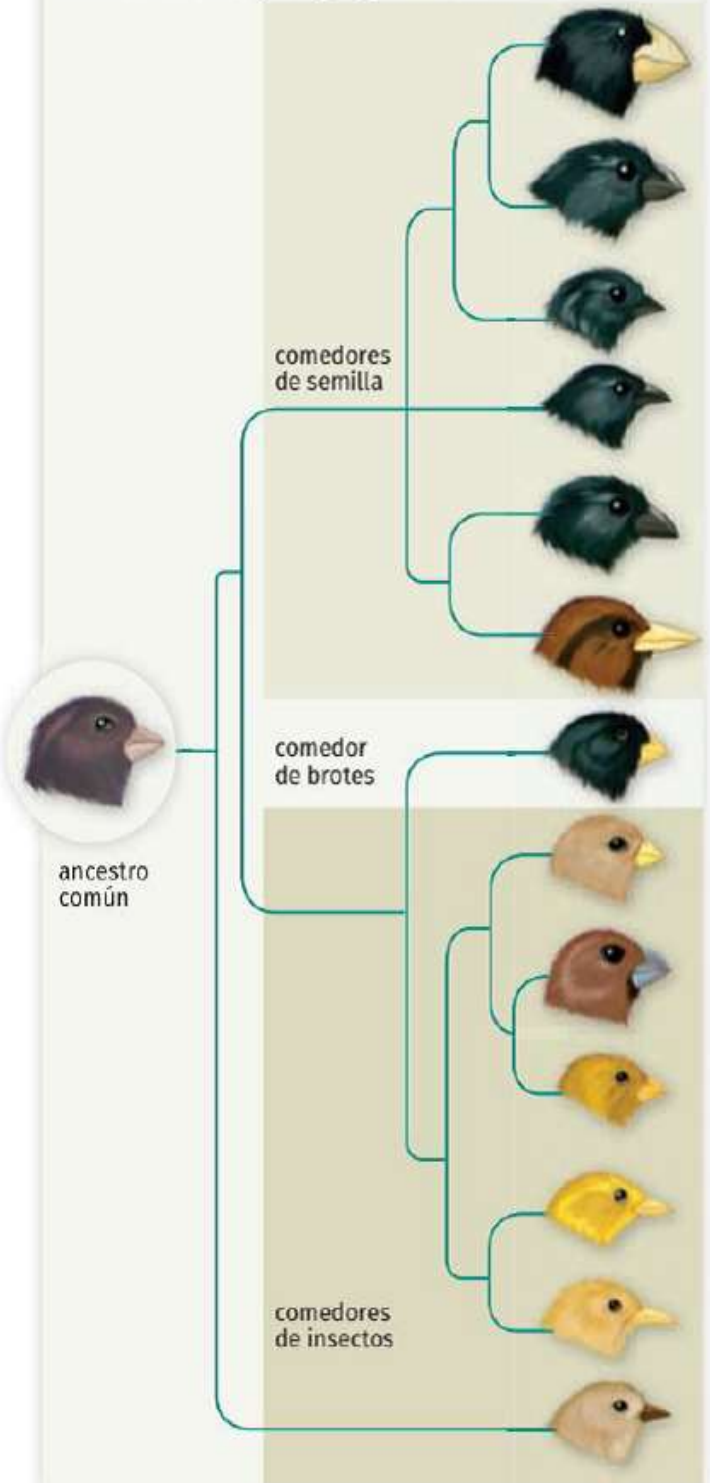 comedores
de semilla
comedor
de brotes
ancestro
común
comedores
de insectos